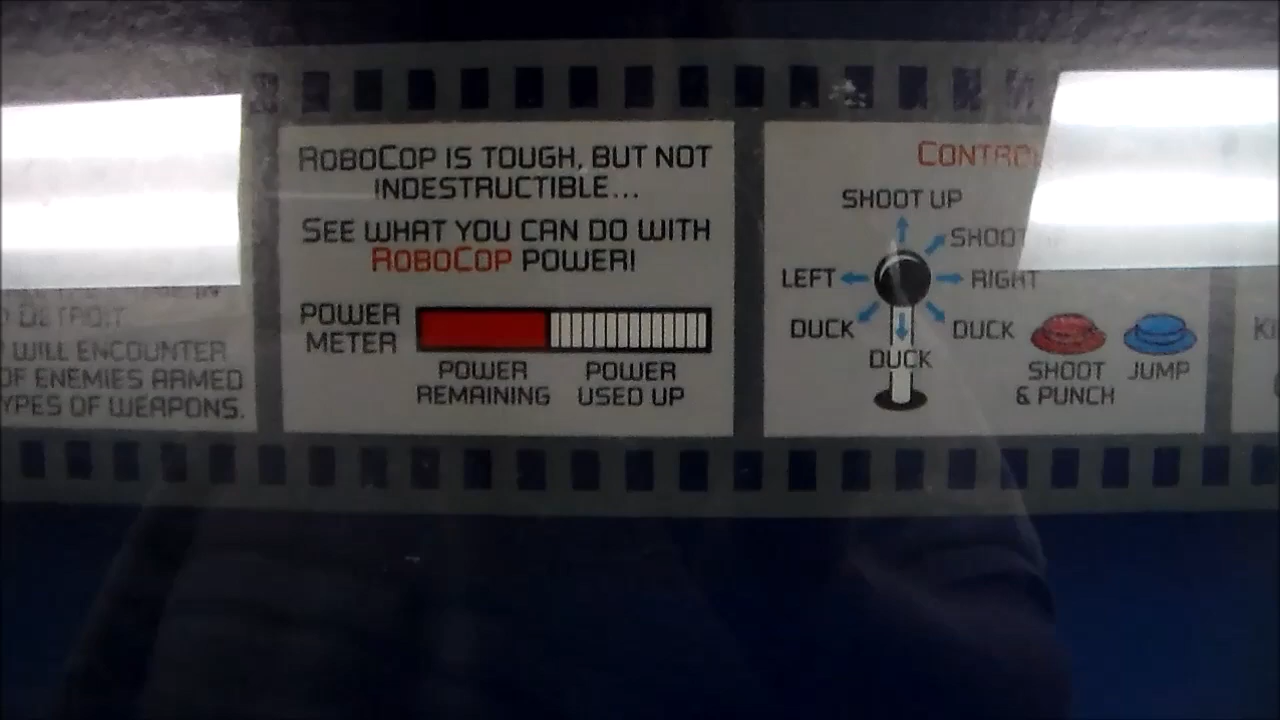 DETROIT
WILL ENCOUNTER
OF ENEMIES ARMED
TYPES OF WEAPONS.
ROBOCOP IS TOUGH, BUT NOT
INDESTRUCTIBLE...
SEE WHAT YOU CAN DO WITH
ROBOCOP POWER!
POWER
METER
POWER
REMAINING
POWER
USED UP
SHOOT UP
SHOOT
LEFT
RIGHT
DUCK
DUCK
DUCK
SHOOT
& PUNCH
JUMP